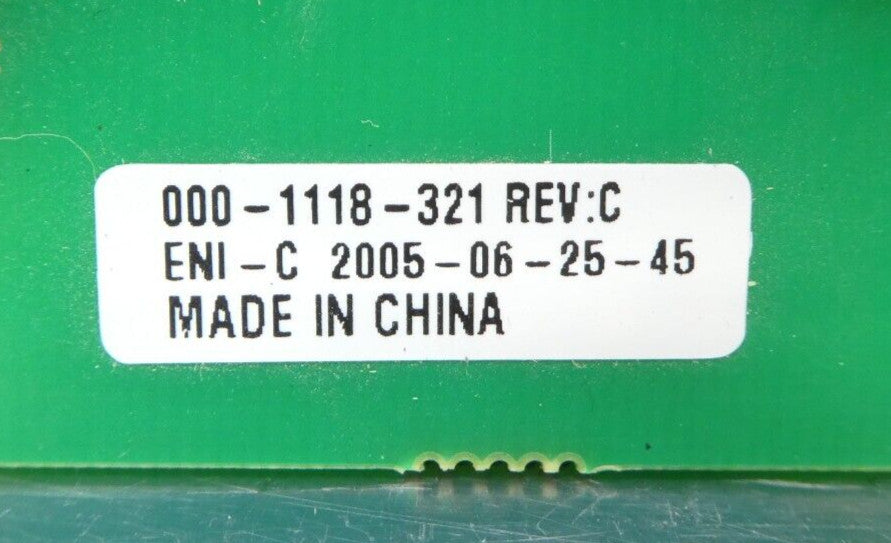 000-1118-321 REV:C
ENI-C 2005-06-25-45
MADE IN CHINA